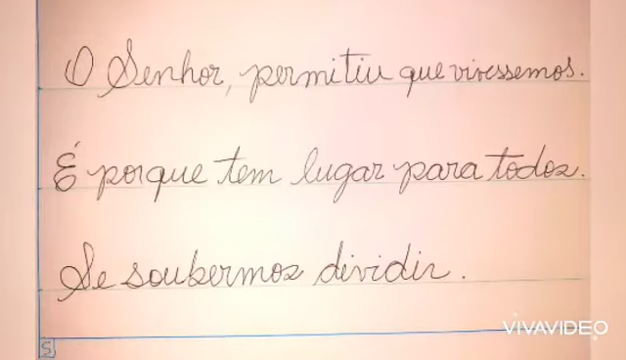 O Senhor, permitiu que vivessemos.
É porque tem lugar para todos.
Se soubermos dividir.
S
VIVAVIDEO